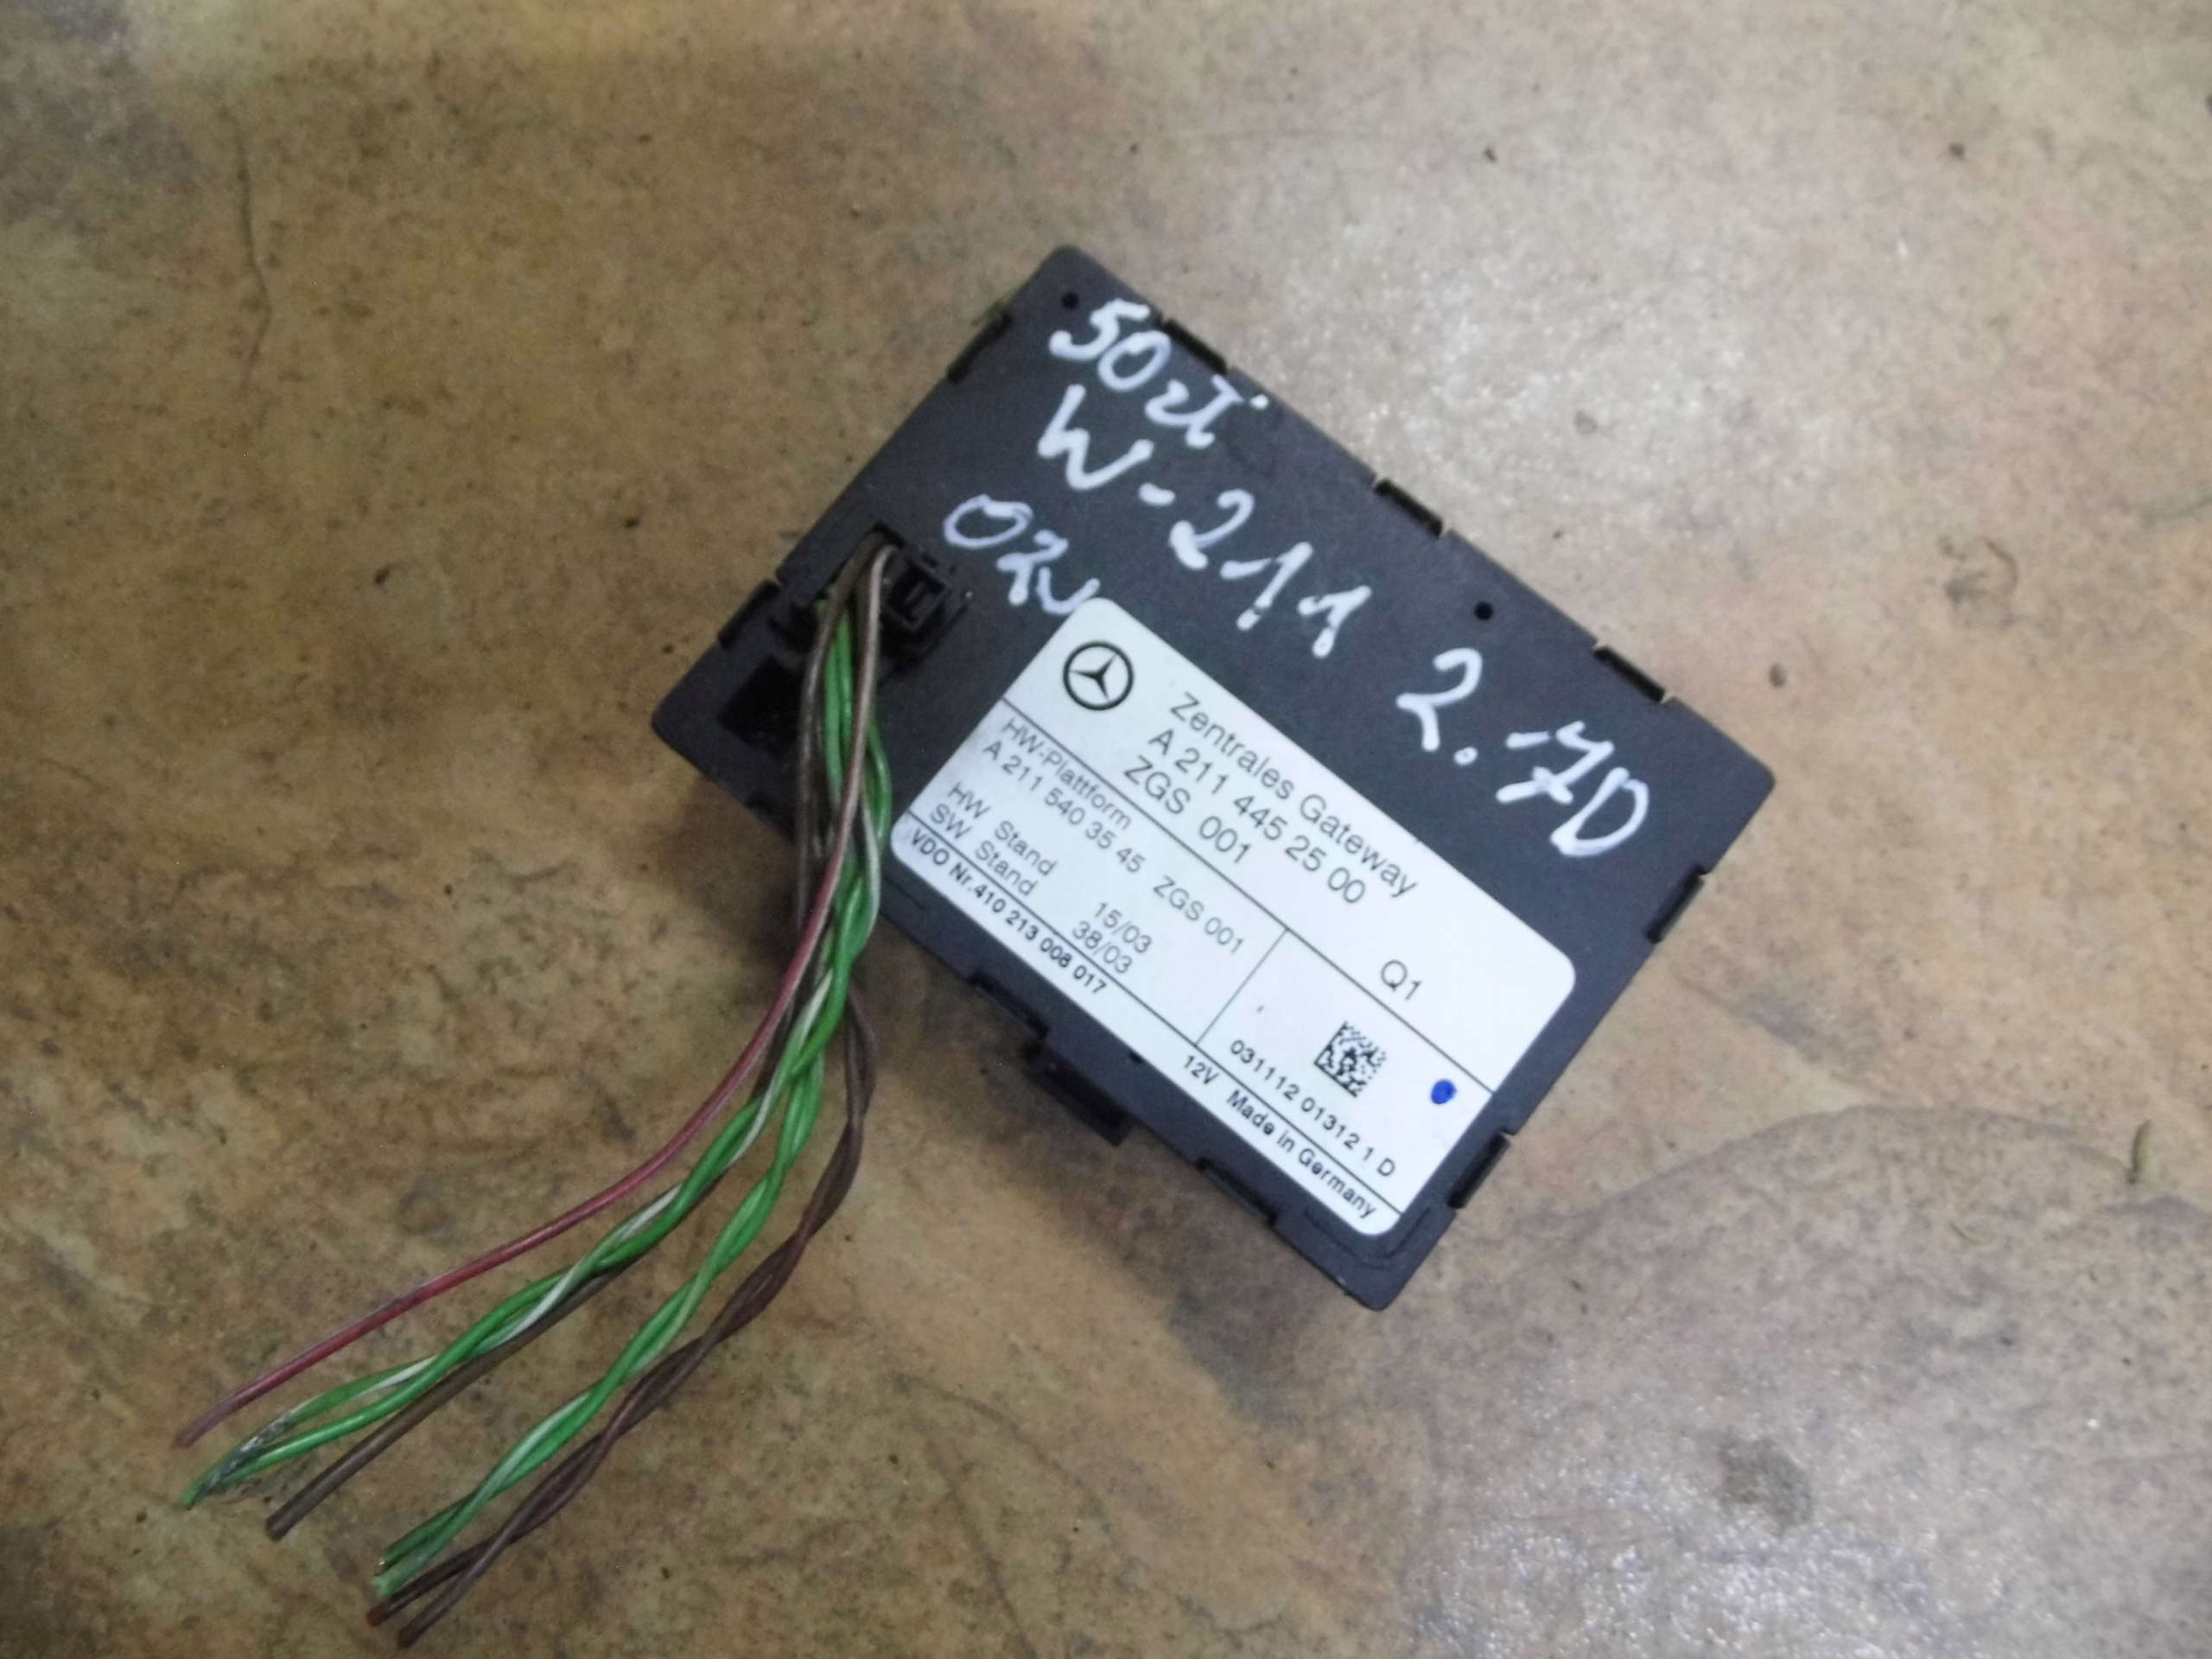 50zł
W-211 2.7D
Zentrales Gateway
A 211 445 25 00
ZGS 001
Q1
HW-Plattform
A 211 540 35 45 ZGS 001
HW Stand 15/03
SW Stand 38/03
031112 01312 1 D
VDO Nr.410 213 008 017 12V Made in Germany